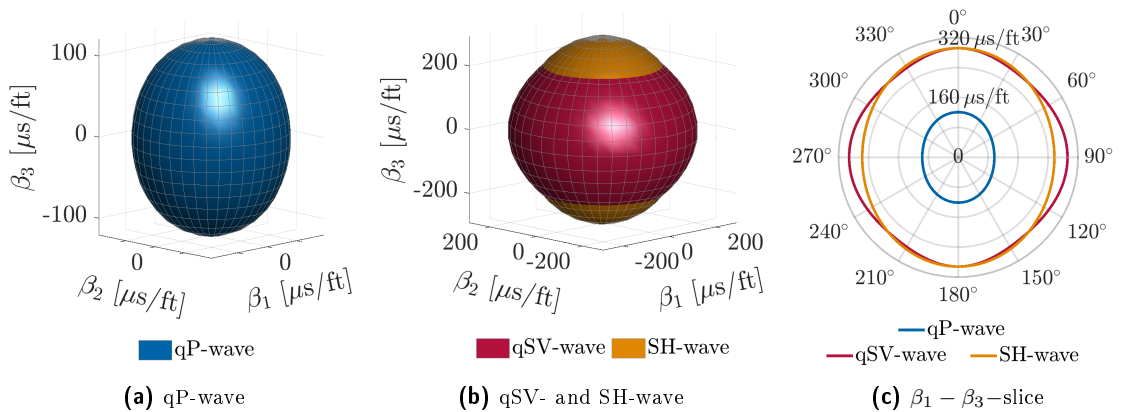 100
0
-100
β₃ [μs/ft]
0
0
β₂ [μs/ft]
β₁ [μs/ft]
qP-wave
(a) qP-wave
200
0
-200
β₃ [μs/ft]
200
0
-200
-200
0
200
β₂ [μs/ft]
β₁ [μs/ft]
qSV-wave
SH-wave
(b) qSV- and SH-wave
0°
330°
320 μs/ft
30°
300°
60°
160 μs/ft
270°
0
90°
240°
120°
210°
150°
180°
qP-wave
qSV-wave
SH-wave
(c) β₁ − β₃−slice